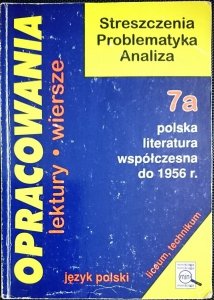 OPRACOWANIA
lektury • wiersze
Streszczenia
Problematyka
Analiza
7a
polska
literatura
współczesna
do 1956 r.
język polski
liceum, technikum